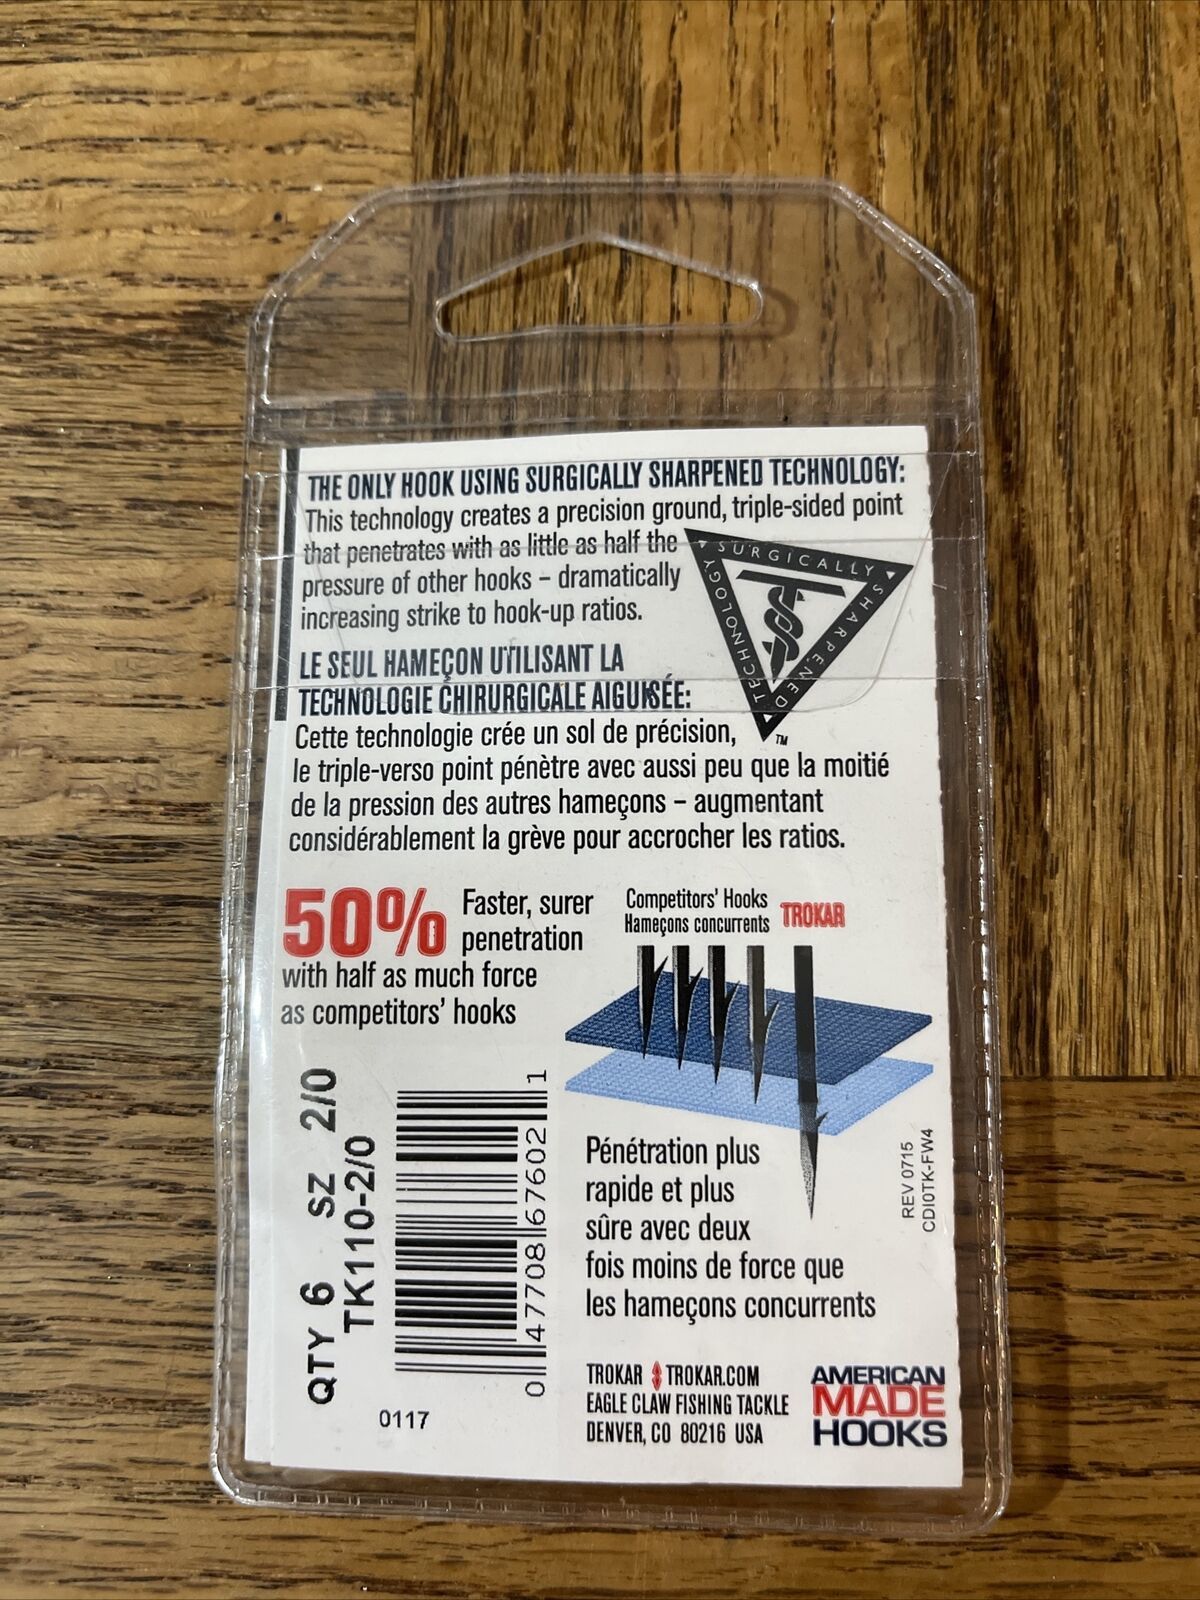 THE ONLY HOOK USING SURGICALLY SHARPENED TECHNOLOGY:
This technology creates a precision ground, triple-sided point
that penetrates with as little as half the
pressure of other hooks – dramatically
increasing strike to hook-up ratios.
SURGICALLY SHARPENED TECHNOLOGY
TM
LE SEUL HAMEÇON UTILISANT LA
TECHNOLOGIE CHIRURGICALE AIGUISÉE:
Cette technologie crée un sol de précision,
le triple-verso point pénètre avec aussi peu que la moitié
de la pression des autres hameçons – augmentant
considérablement la grève pour accrocher les ratios.
50% Faster, surer
penetration
with half as much force
as competitors' hooks
Competitors' Hooks
Hameçons concurrents
TROKAR
Pénétration plus
rapide et plus
sûre avec deux
fois moins de force que
les hameçons concurrents
REV 0715
CDI0TK-FW4
QTY 6 SZ 2/0
TK110-2/0
0 47708 67602 1
0117
TROKAR TROKAR.COM
EAGLE CLAW FISHING TACKLE
DENVER, CO 80216 USA
AMERICAN
MADE
HOOKS